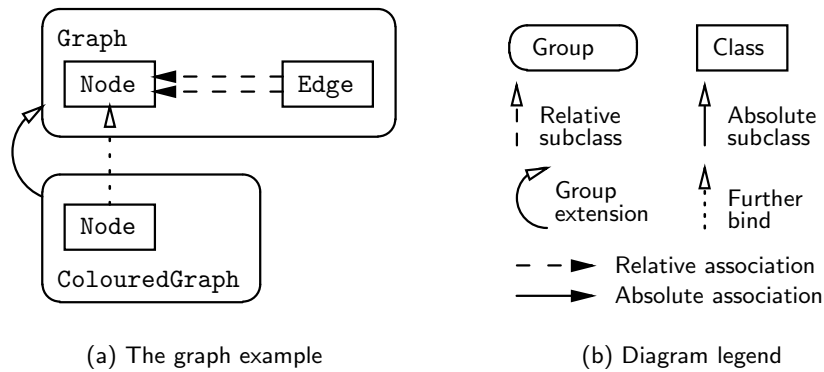 Graph
Node
Edge
Node
ColouredGraph
(a) The graph example
Group
Class
Relative
subclass
Absolute
subclass
Group
extension
Further
bind
Relative association
Absolute association
(b) Diagram legend